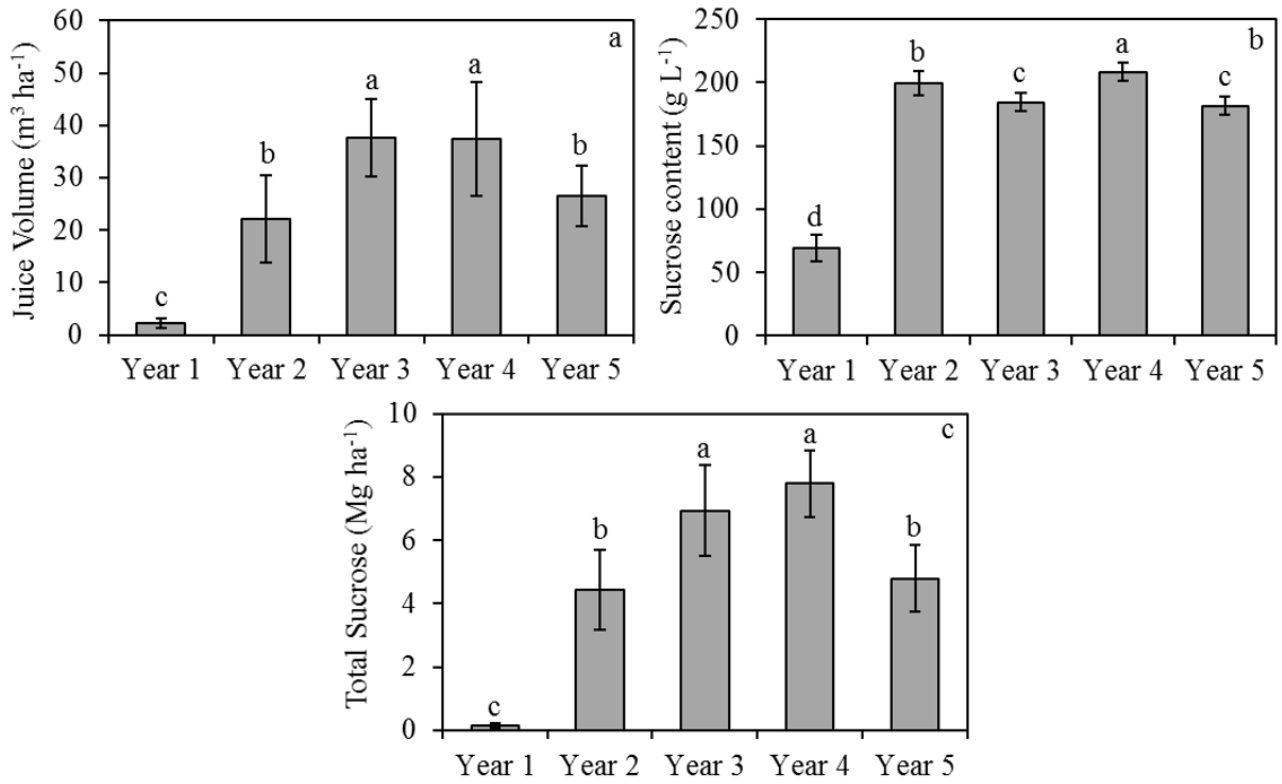 Juice Volume (m³ ha⁻¹)
60
50
40
30
20
10
0
a
c
b
a
a
b
Year 1 Year 2 Year 3 Year 4 Year 5
Sucrose content (g L⁻¹)
250
200
150
100
50
0
b
d
b
c
a
c
Year 1 Year 2 Year 3 Year 4 Year 5
Total Sucrose (Mg ha⁻¹)
10
8
6
4
2
0
c
c
b
a
a
b
Year 1 Year 2 Year 3 Year 4 Year 5